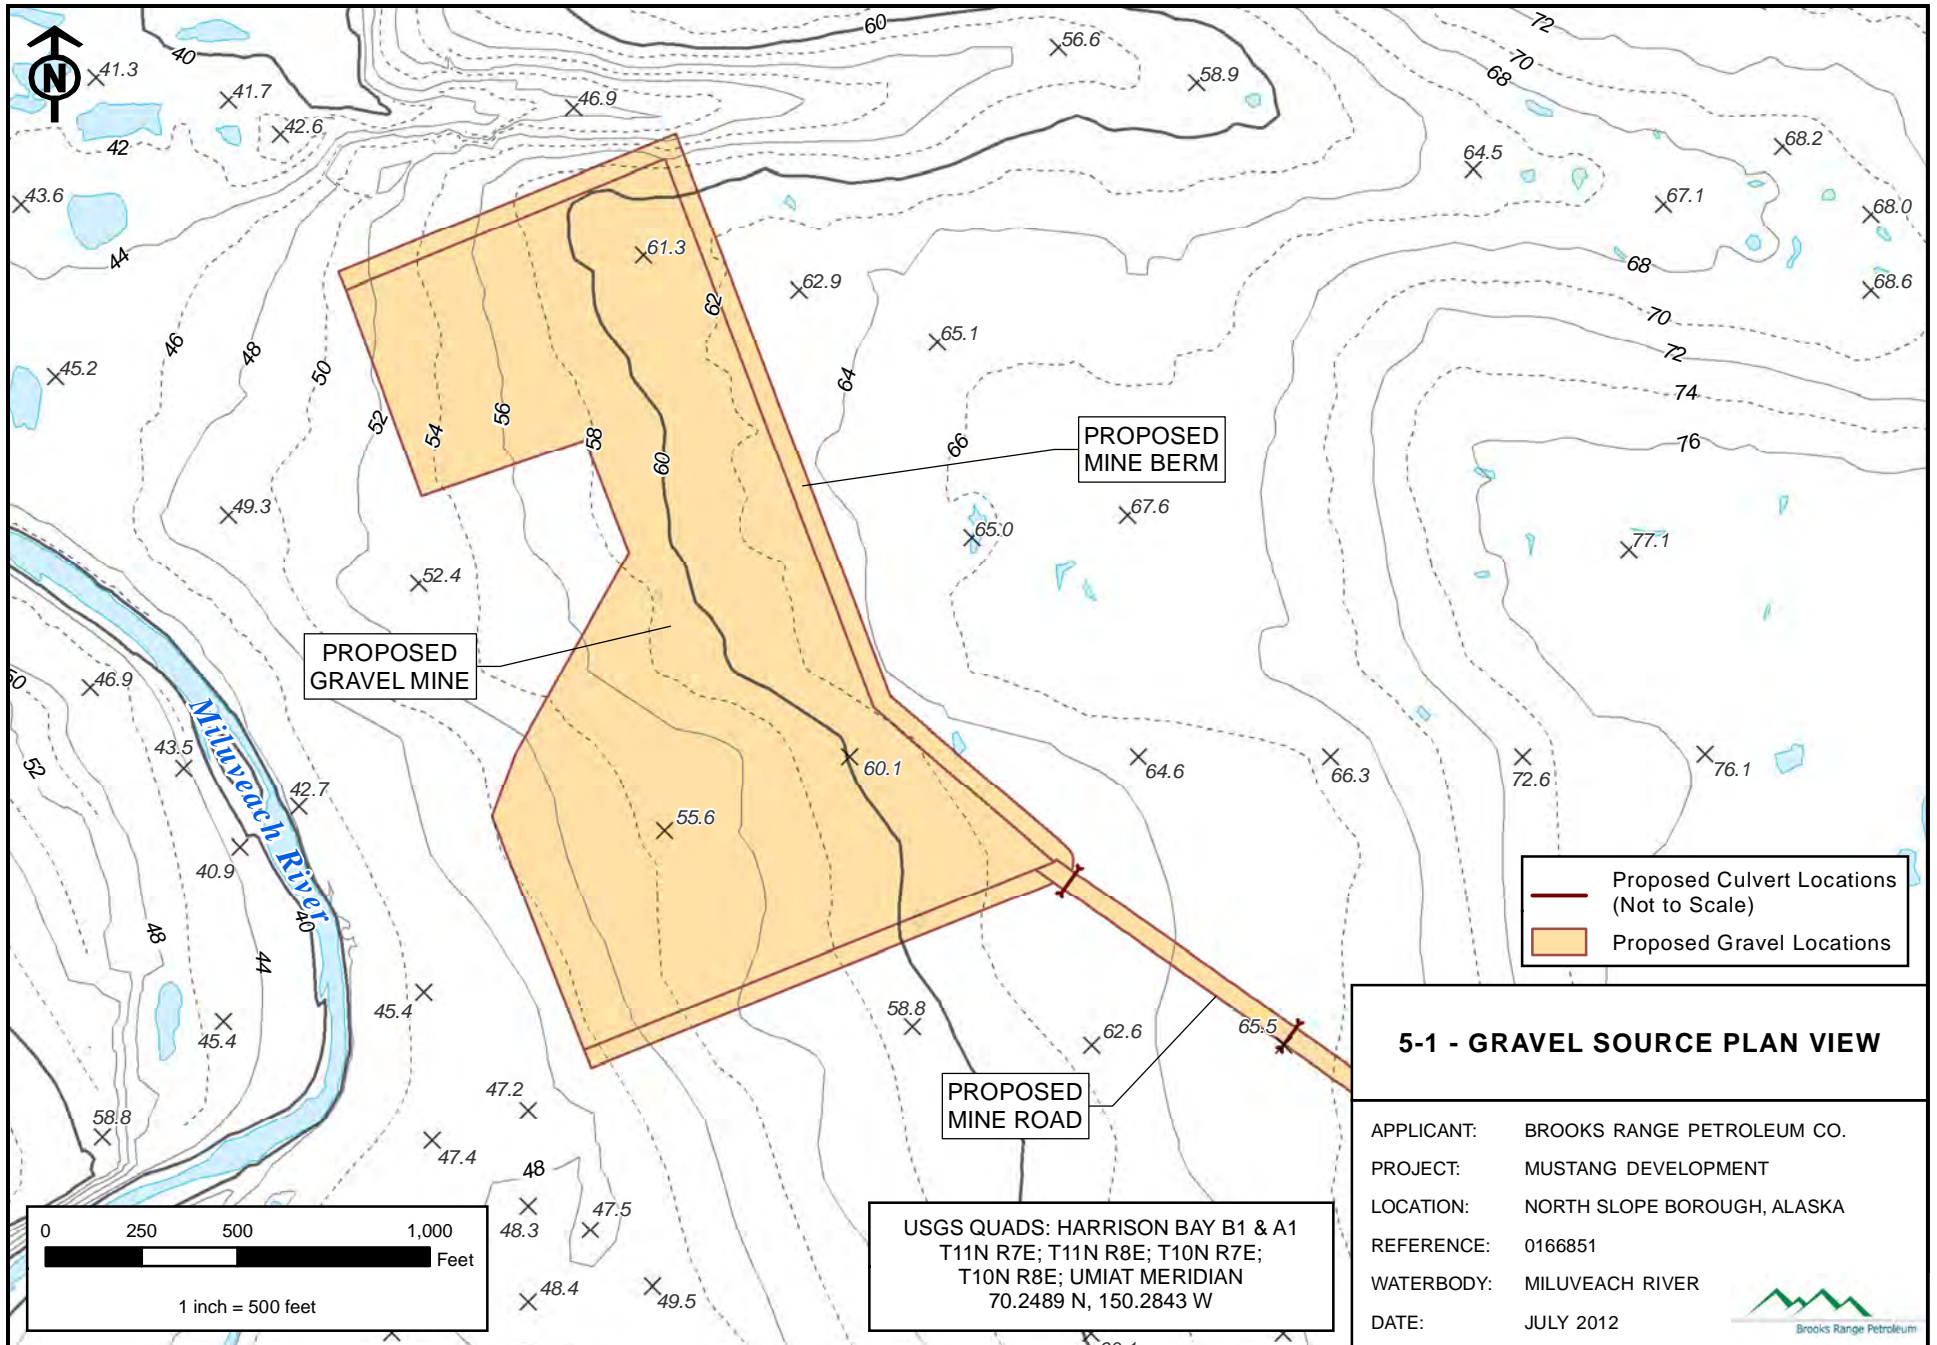 N
60
72
70
68
40
41.3
41.7
42.6
42
46.9
56.6
58.9
64.5
68.2
67.1
68.0
68.6
68
43.6
44
61.3
62
62.9
65.1
64
66
70
72
74
76
46
48
50
52
54
56
58
60
45.2
49.3
52.4
PROPOSED
MINE BERM
65.0
67.6
77.1
PROPOSED
GRAVEL MINE
50
46.9
52
43.5
42.7
40.9
40
48
44
Miluveach River
60.1
55.6
64.6
66.3
72.6
76.1
Proposed Culvert Locations
(Not to Scale)
Proposed Gravel Locations
45.4
45.4
58.8
62.6
65.5
PROPOSED
MINE ROAD
58.8
47.2
47.4
48
48.3
47.5
48.4
49.5
0 250 500 1,000
Feet
1 inch = 500 feet
USGS QUADS: HARRISON BAY B1 & A1
T11N R7E; T11N R8E; T10N R7E;
T10N R8E; UMIAT MERIDIAN
70.2489 N, 150.2843 W
5-1 - GRAVEL SOURCE PLAN VIEW
APPLICANT: BROOKS RANGE PETROLEUM CO.
PROJECT: MUSTANG DEVELOPMENT
LOCATION: NORTH SLOPE BOROUGH, ALASKA
REFERENCE: 0166851
WATERBODY: MILUVEACH RIVER
DATE: JULY 2012
Brooks Range Petroleum